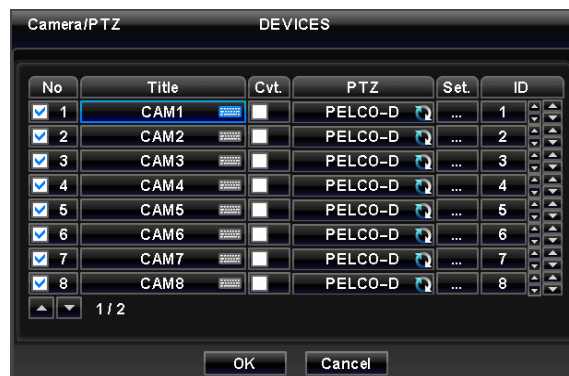 Camera/PTZ DEVICES
No Title Cvt. PTZ Set. ID
1 CAM1 PELCO-D ... 1
2 CAM2 PELCO-D ... 2
3 CAM3 PELCO-D ... 3
4 CAM4 PELCO-D ... 4
5 CAM5 PELCO-D ... 5
6 CAM6 PELCO-D ... 6
7 CAM7 PELCO-D ... 7
8 CAM8 PELCO-D ... 8
1/2
OK Cancel